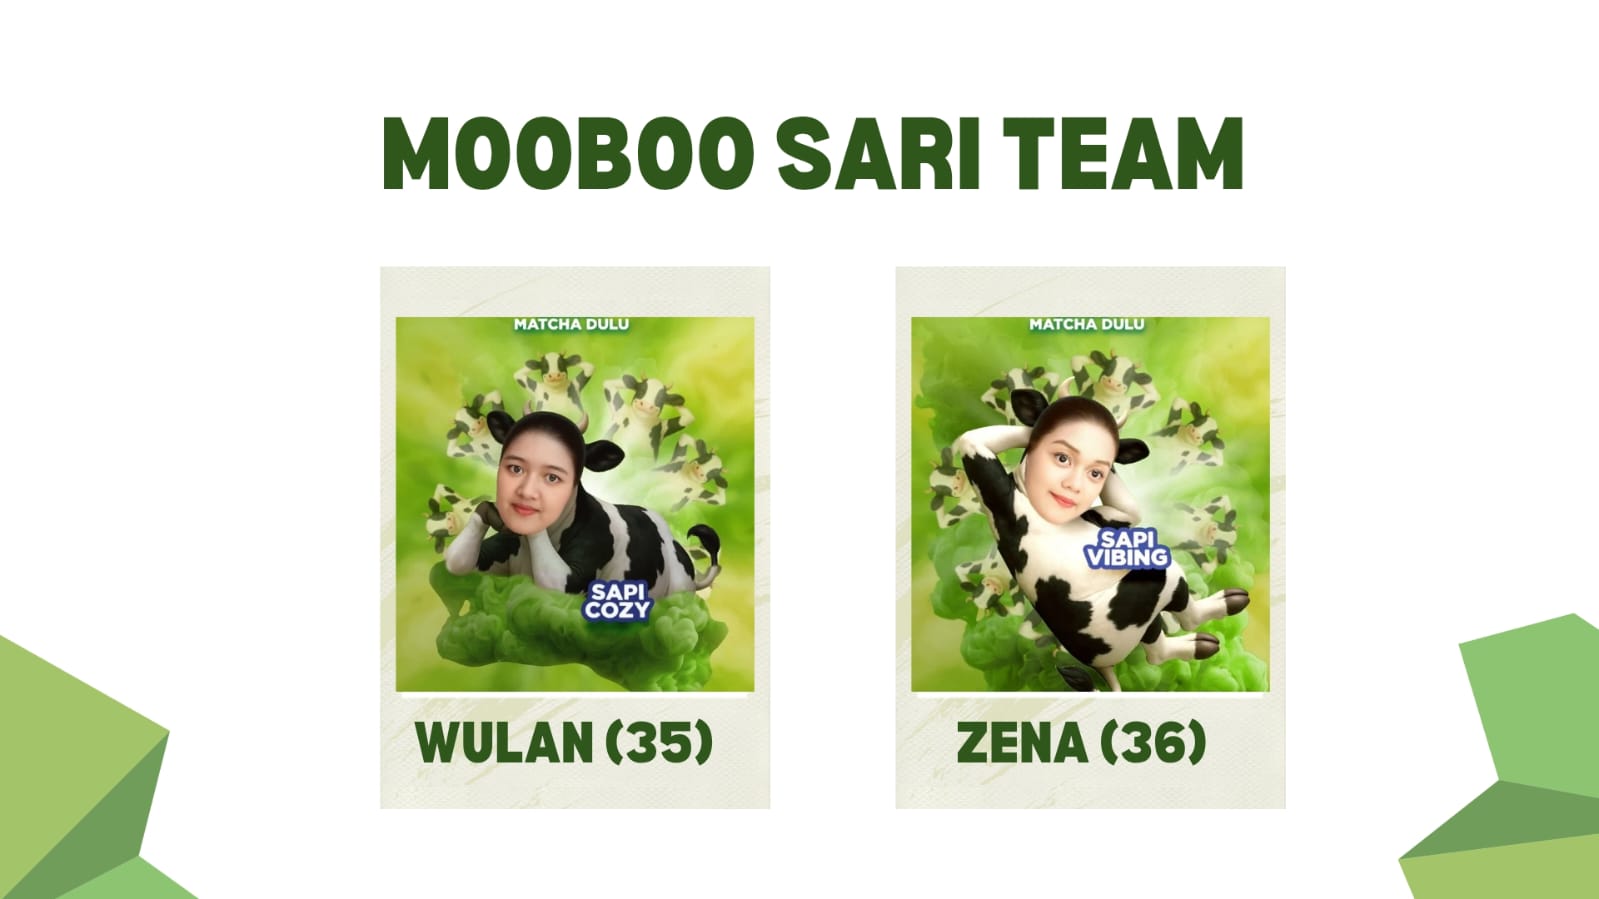 MOOBOO SARI TEAM
MATCHA DULU
SAPI
COZY
WULAN (35)
MATCHA DULU
SAPI
VIBING
ZENA (36)